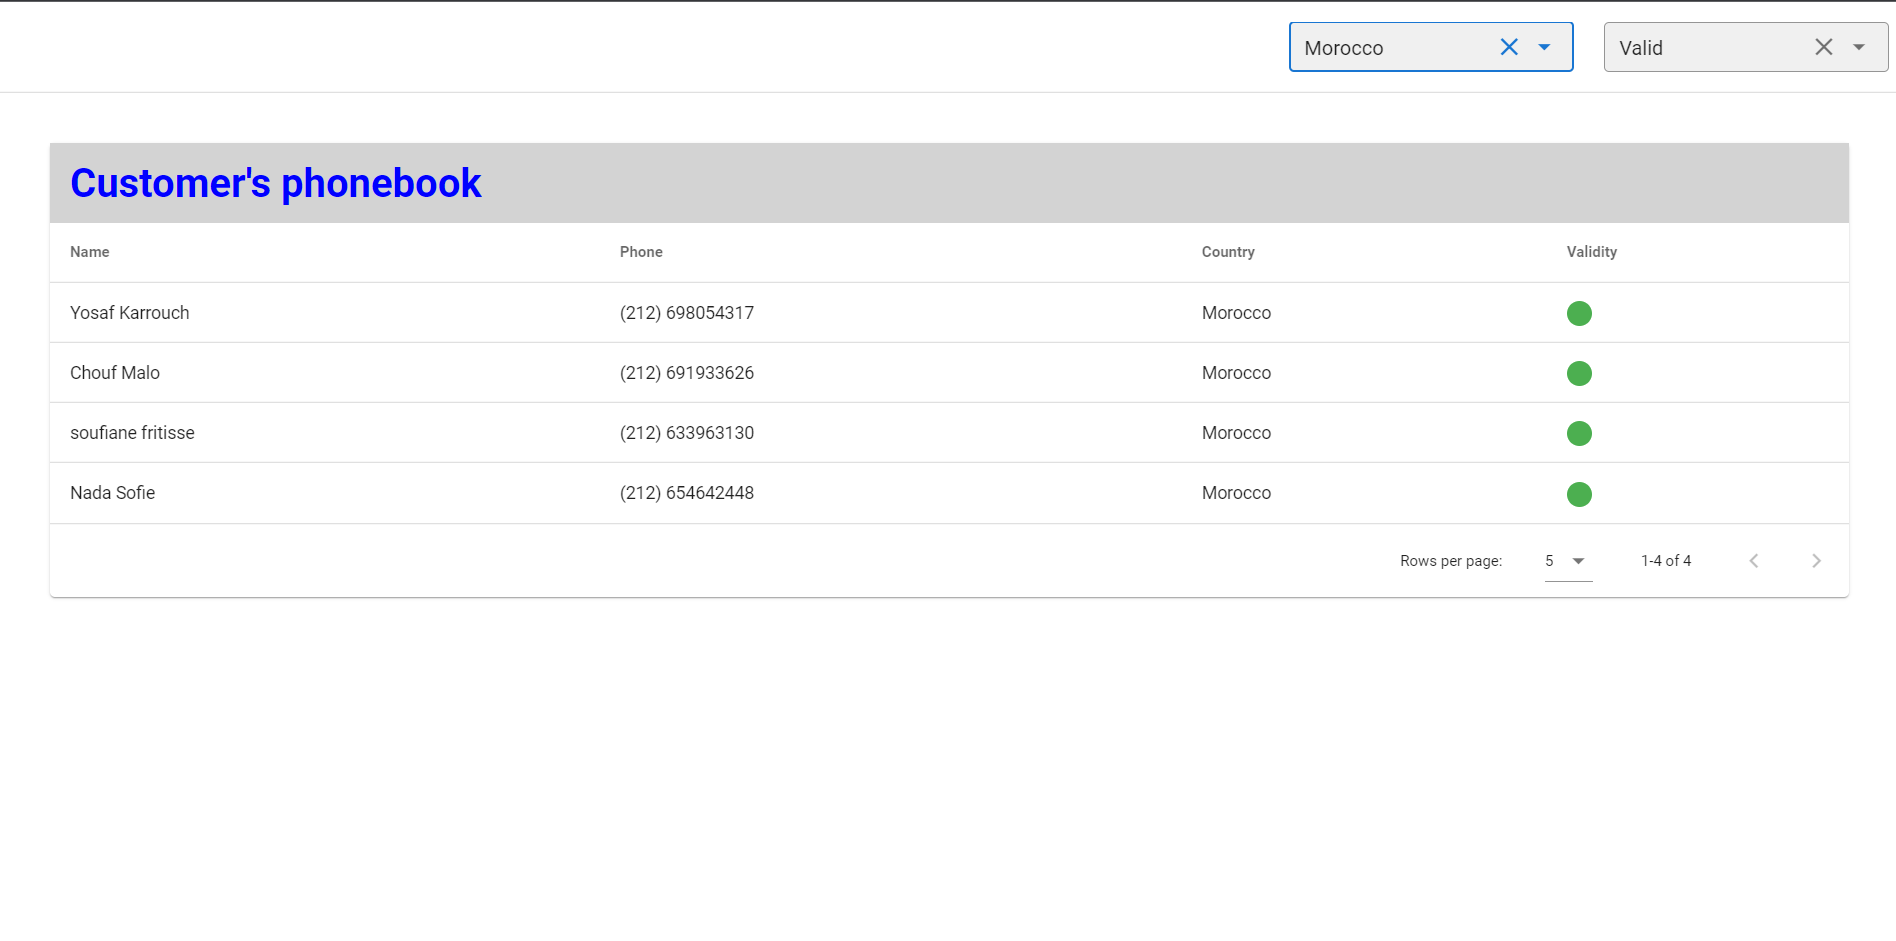 Morocco Valid
Customer's phonebook
Name Phone Country Validity
Yosaf Karrouch (212) 698054317 Morocco
Chouf Malo (212) 691933626 Morocco
soufiane fritisse (212) 633963130 Morocco
Nada Sofie (212) 654642448 Morocco
Rows per page: 5 1-4 of 4